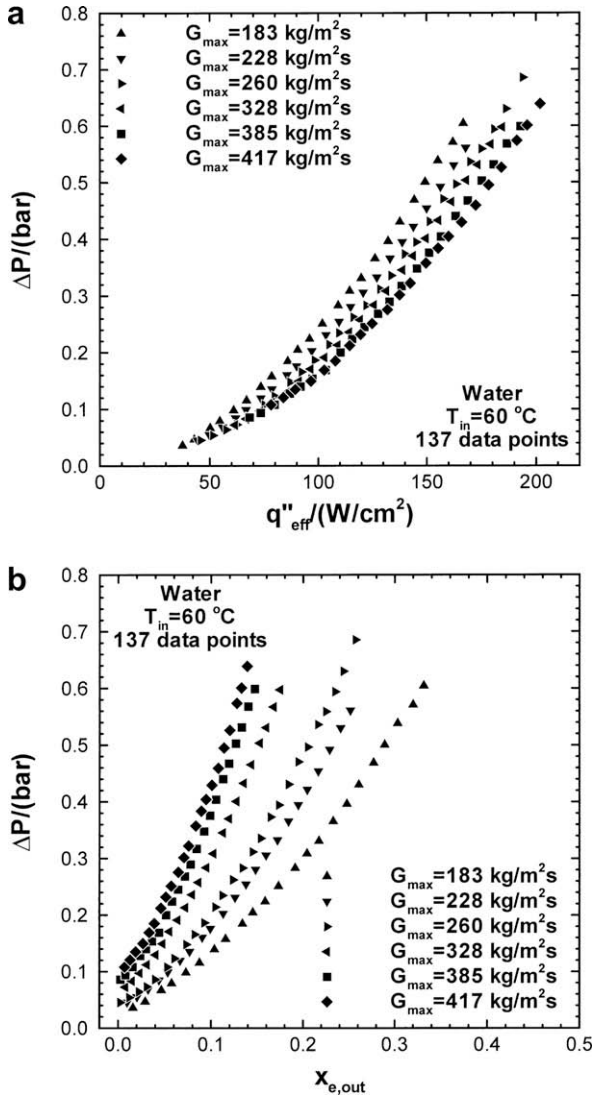 a
G_max=183 kg/m²s
G_max=228 kg/m²s
G_max=260 kg/m²s
G_max=328 kg/m²s
G_max=385 kg/m²s
G_max=417 kg/m²s
0.8
0.7
0.6
0.5
0.4
0.3
0.2
0.1
0.0
ΔP/(bar)
Water
T_in=60 °C
137 data points
0
50
100
150
200
q"_eff/(W/cm²)
b
Water
T_in=60 °C
137 data points
0.8
0.7
0.6
0.5
0.4
0.3
0.2
0.1
0.0
ΔP/(bar)
G_max=183 kg/m²s
G_max=228 kg/m²s
G_max=260 kg/m²s
G_max=328 kg/m²s
G_max=385 kg/m²s
G_max=417 kg/m²s
0.0
0.1
0.2
0.3
0.4
0.5
x_e,out